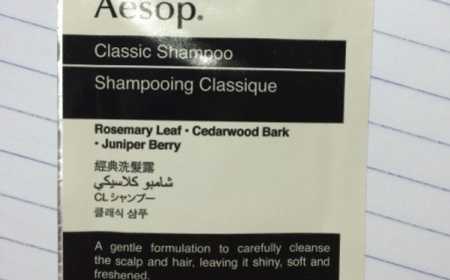 Aesop.
Classic Shampoo
Shampooing Classique
Rosemary Leaf • Cedarwood Bark
• Juniper Berry
經典洗髮露
شامبو كلاسيكي
CLシャンプー
클래식 샴푸
A gentle formulation to carefully cleanse
the scalp and hair, leaving it shiny, soft and
freshened.